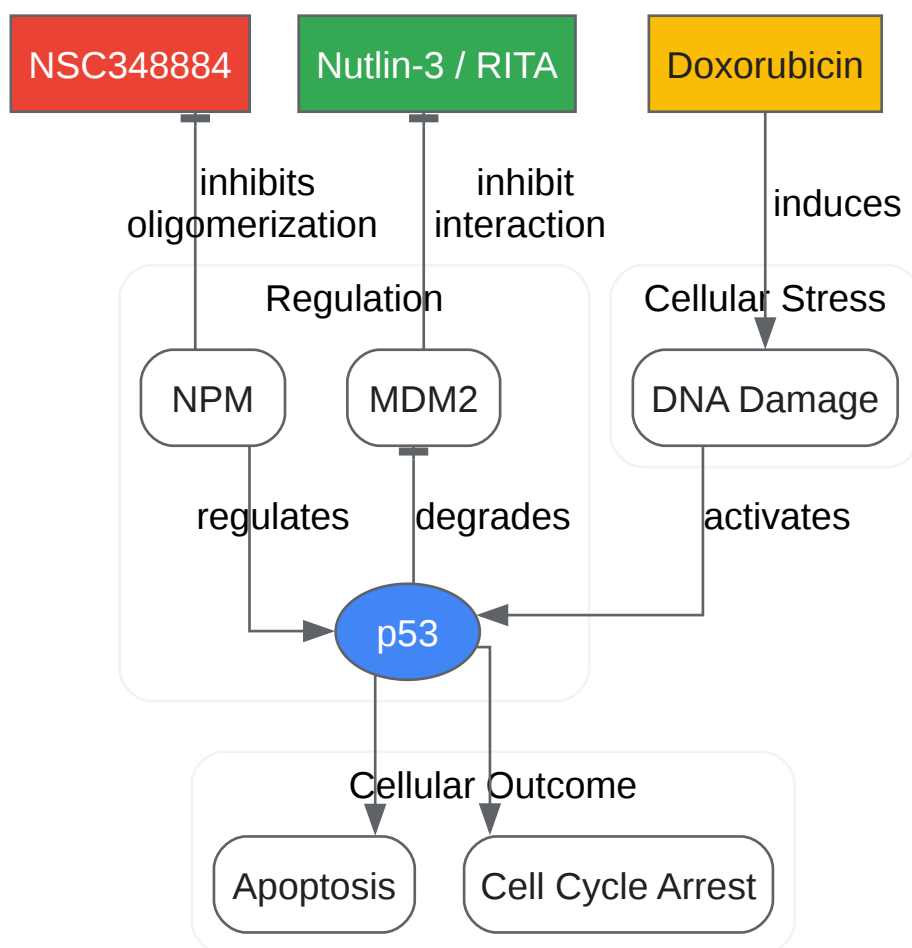 NSC348884
Nutlin-3 / RITA
Doxorubicin
inhibits
oligomerization
inhibit
interaction
induces
Regulation
Cellular Stress
NPM
MDM2
DNA Damage
regulates
degrades
activates
p53
Cellular Outcome
Apoptosis
Cell Cycle Arrest